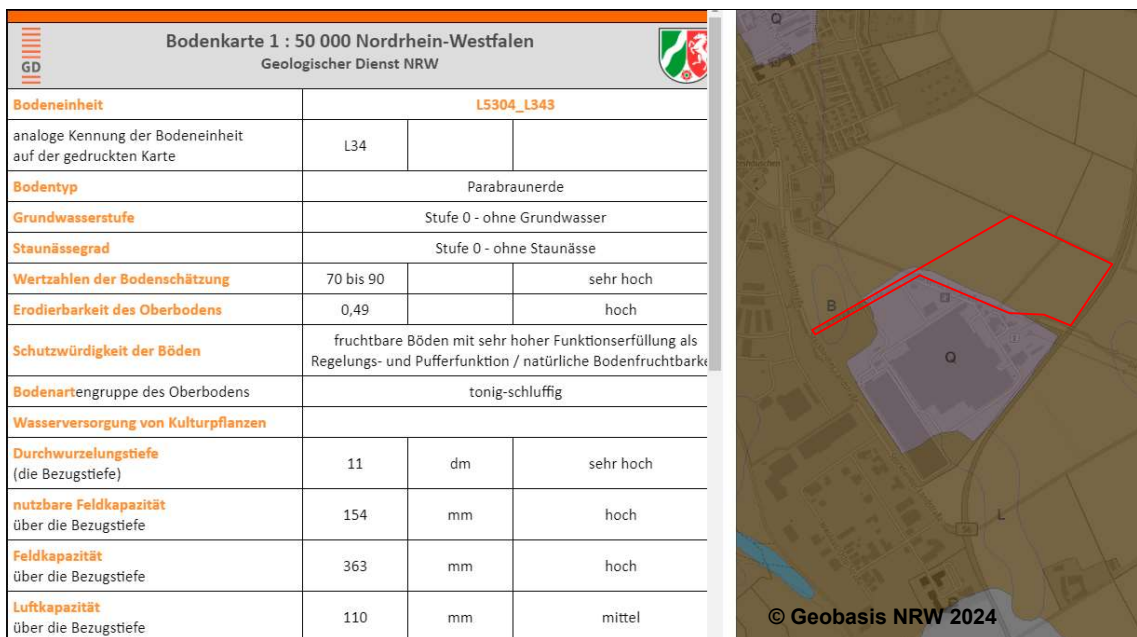 GD
Bodenkarte 1 : 50 000 Nordrhein-Westfalen
Geologischer Dienst NRW
Bodeneinheit L5304_L343
analoge Kennung der Bodeneinheit
auf der gedruckten Karte L34
Bodentyp Parabraunerde
Grundwasserstufe Stufe 0 - ohne Grundwasser
Staunässegrad Stufe 0 - ohne Staunässe
Wertzahlen der Bodenschätzung 70 bis 90 sehr hoch
Erodierbarkeit des Oberbodens 0,49 hoch
Schutzwürdigkeit der Böden fruchtbare Böden mit sehr hoher Funktionserfüllung als
Regelungs- und Pufferfunktion / natürliche Bodenfruchtbarke
Bodenartengruppe des Oberbodens tonig-schluffig
Wasserversorgung von Kulturpflanzen
Durchwurzelungstiefe
(die Bezugstiefe) 11 dm sehr hoch
nutzbare Feldkapazität
über die Bezugstiefe 154 mm hoch
Feldkapazität
über die Bezugstiefe 363 mm hoch
Luftkapazität
über die Bezugstiefe 110 mm mittel
Q
B
Q
L
© Geobasis NRW 2024